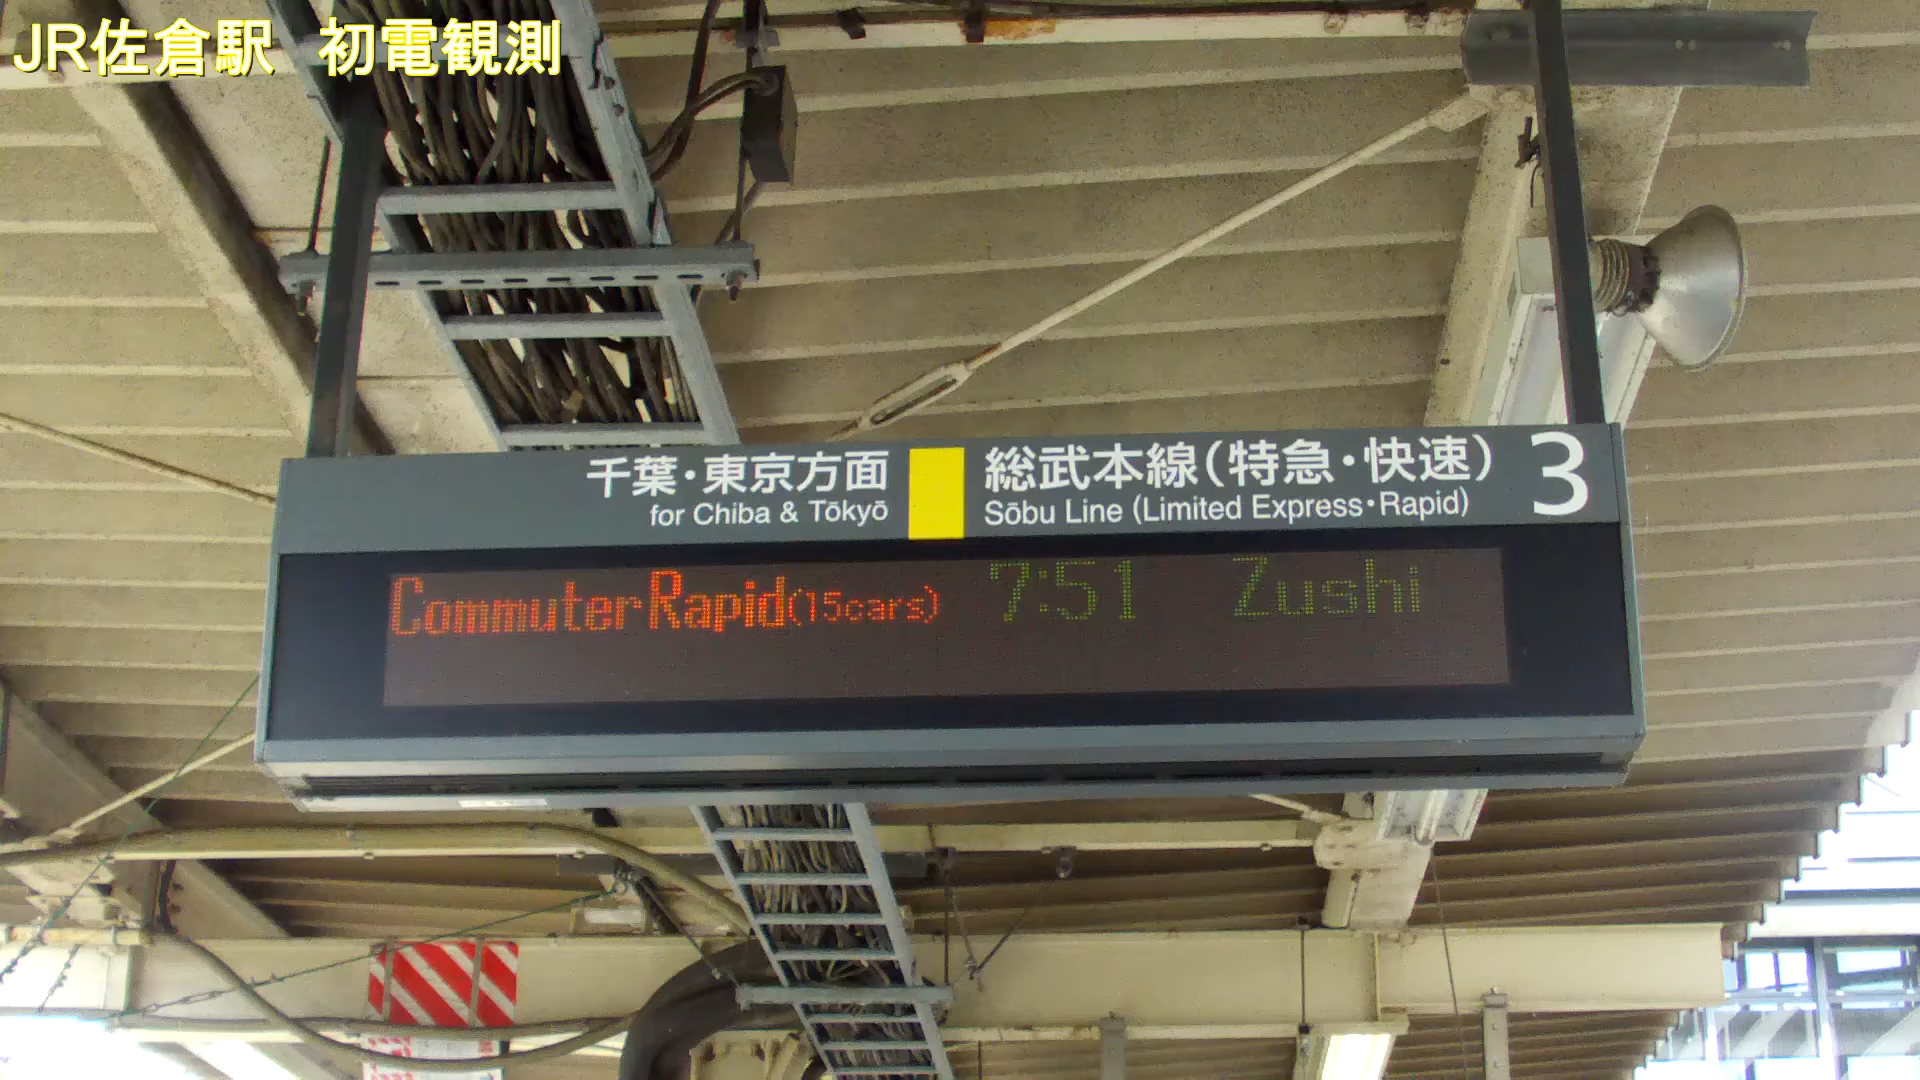 JR佐倉駅 初電観測
千葉・東京方面 総武本線(特急・快速) 3
for Chiba & Tōkyō Sōbu Line (Limited Express・Rapid)
Commuter Rapid(15cars) 7:51 Zushi